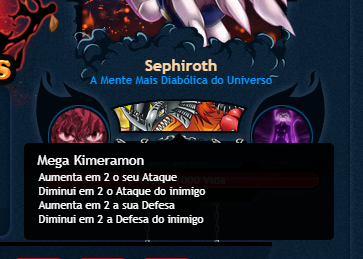 s
Sephiroth
A Mente Mais Diabólica do Universo
Mega Kimeramon
Aumenta em 2 o seu Ataque
Diminui em 2 o Ataque do inimigo
Aumenta em 2 a sua Defesa
Diminui em 2 a Defesa do inimigo